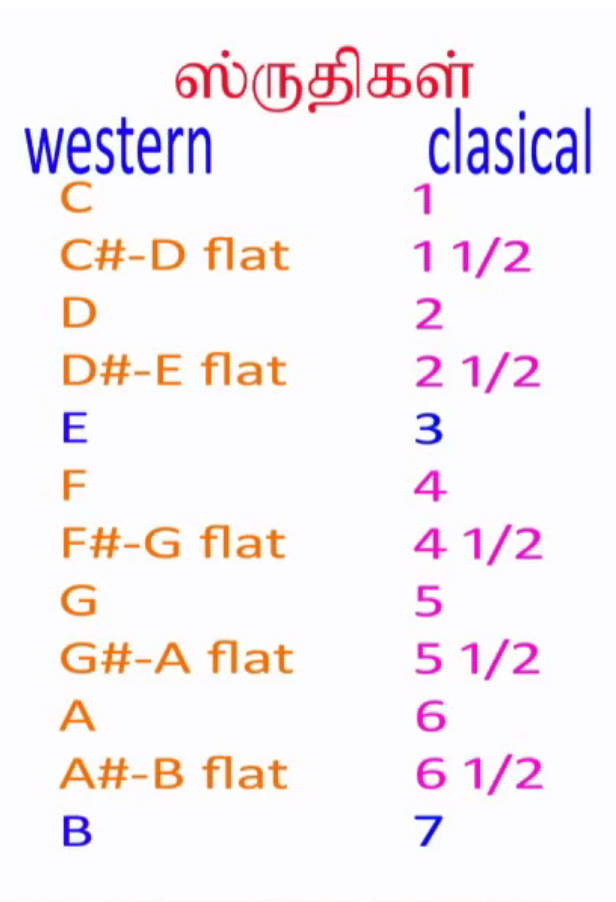 ஸ்ருதிகள்
western clasical
C 1
C#-D flat 1 1/2
D 2
D#-E flat 2 1/2
E 3
F 4
F#-G flat 4 1/2
G 5
G#-A flat 5 1/2
A 6
A#-B flat 6 1/2
B 7